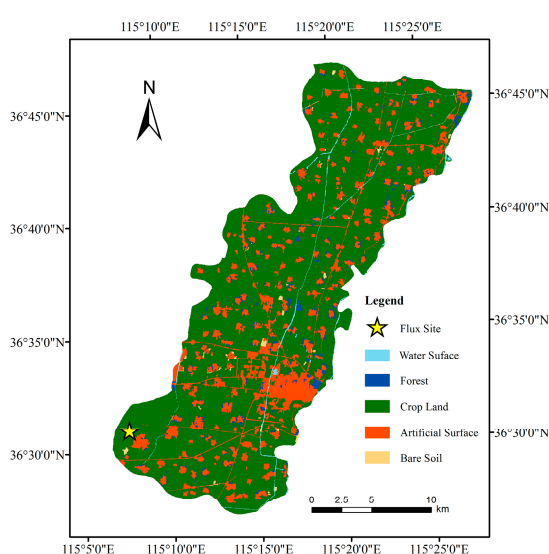 115°10'0"E 115°15'0"E 115°20'0"E 115°25'0"E
N
36°45'0"N
36°45'0"N
36°40'0"N
36°40'0"N
36°35'0"N
36°35'0"N
36°30'0"N
36°30'0"N
Legend
Flux Site
Water Suface
Forest
Crop Land
Artificial Surface
Bare Soil
0 2.5 5 10
km
115°5'0"E 115°10'0"E 115°15'0"E 115°20'0"E 115°25'0"E